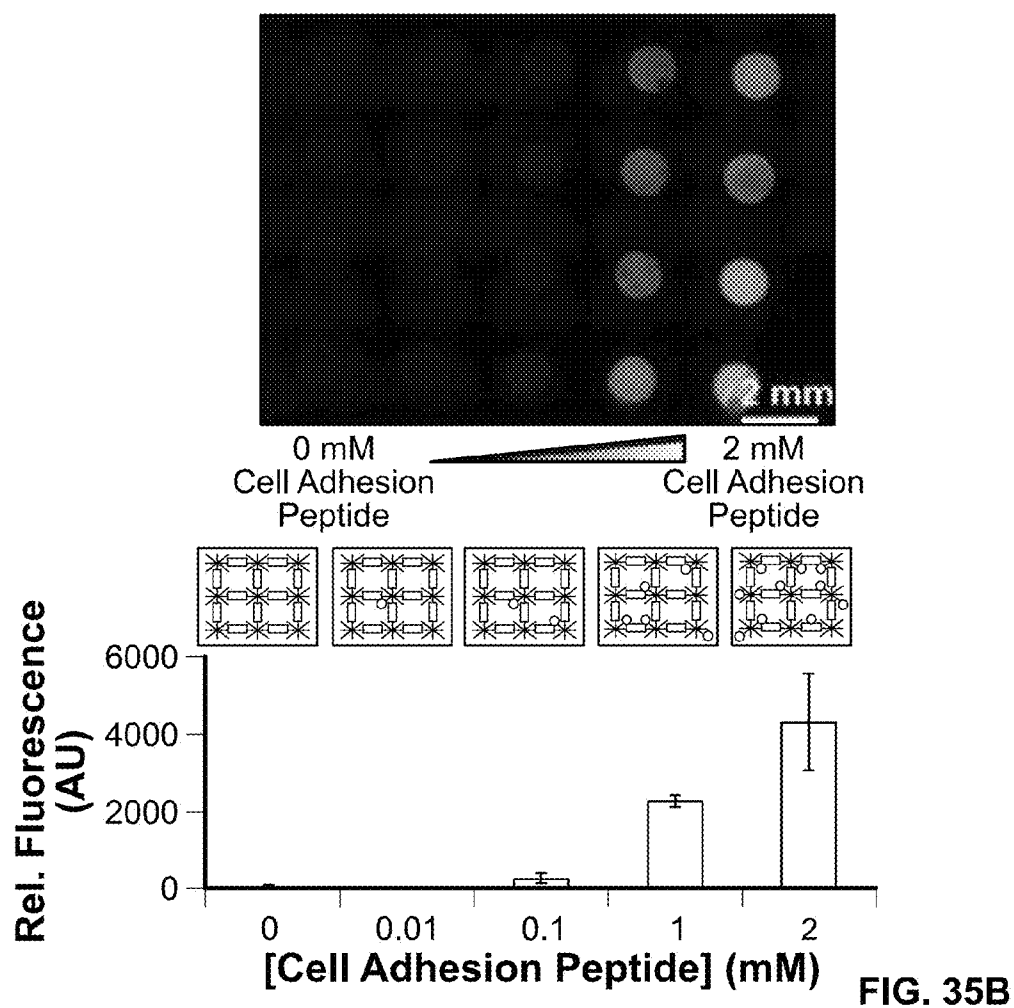 2 mm
0 mM
Cell Adhesion
Peptide
2 mM
Cell Adhesion
Peptide
Rel. Fluorescence
(AU)
6000
4000
2000
0
0 0.01 0.1 1 2
[Cell Adhesion Peptide] (mM)
FIG. 35B